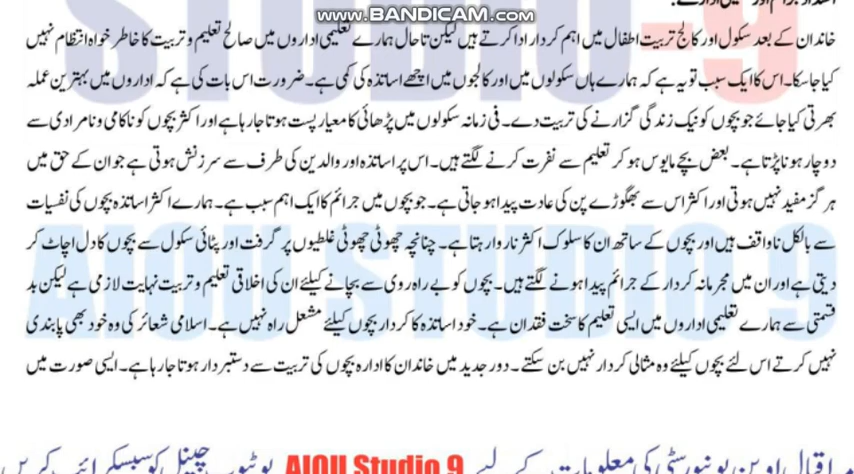 www.BANDICAM.com
خاندان کے بعد سکول اور کالج تربیت اطفال میں اہم کردار ادا کرتے ہیں لیکن تاحال ہمارے تعلیمی اداروں میں صالح تعلیم و تربیت کا خاطر خواہ انتظام نہیں
کیا جاسکا۔ اس کا ایک سبب تو یہ ہے کہ ہمارے ہاں سکولوں میں اور کالجوں میں اچھے اساتذہ کی کمی ہے۔ ضرورت اس بات کی ہے کہ اداروں میں بہترین عملہ
بھرتی کیا جائے جو بچوں کو نیک زندگی گزارنے کی تربیت دے۔ فی زمانہ سکولوں میں پڑھائی کا معیار پست ہوتا جارہا ہے اور اکثر بچوں کو ناکامی و نامرادی سے
دوچار ہونا پڑتا ہے۔ بعض بچے مایوس ہوکر تعلیم سے نفرت کرنے لگتے ہیں۔ اس پر اساتذہ اور والدین کی طرف سے سرزنش ہوتی ہے جو ان کے حق میں
ہرگز مفید نہیں ہوتی اور اکثر اس سے بھگوڑے پن کی عادت پیدا ہوجاتی ہے۔ جو بچوں میں جرائم کا ایک اہم سبب ہے۔ ہمارے اکثر اساتذہ بچوں کی نفسیات
سے بالکل ناواقف ہیں اور بچوں کے ساتھ ان کا سلوک اکثر ناروا رہتا ہے۔ چنانچہ چھوٹی چھوٹی غلطیوں پر گرفت اور پٹائی سکول سے بچوں کا دل اچاٹ کر
دیتی ہے اور ان میں مجرمانہ کردار کے جرائم پیدا ہونے لگتے ہیں۔ بچوں کو بے راہ روی سے بچانے کیلئے ان کی اخلاقی تعلیم و تربیت نہایت لازمی ہے لیکن بد
قسمتی سے ہمارے تعلیمی اداروں میں ایسی تعلیم کا سخت فقدان ہے۔ خود اساتذہ کا کردار بچوں کیلئے مشعل راہ نہیں ہے۔ اسلامی شعائر کی وہ خود بھی پابندی
نہیں کرتے اس لئے بچوں کیلئے وہ مثالی کردار نہیں بن سکتے۔ دور جدید میں خاندان کا ادارہ بچوں کی تربیت سے دستبردار ہوتا جارہا ہے۔ ایسی صورت میں
اقبال اوپن یونیورسٹی کی معلومات کے لیے AIOU Studio 9 یوٹیوب چینل کو سبسکرائب کریں